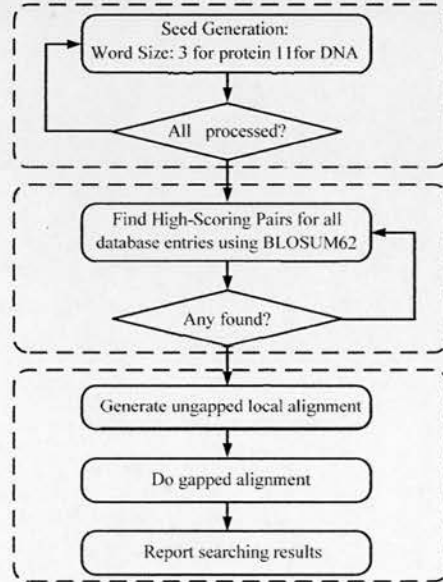 Seed Generation:
Word Size: 3 for protein 11for DNA
All processed?
Find High-Scoring Pairs for all
database entries using BLOSUM62
Any found?
Generate ungapped local alignment
Do gapped alignment
Report searching results